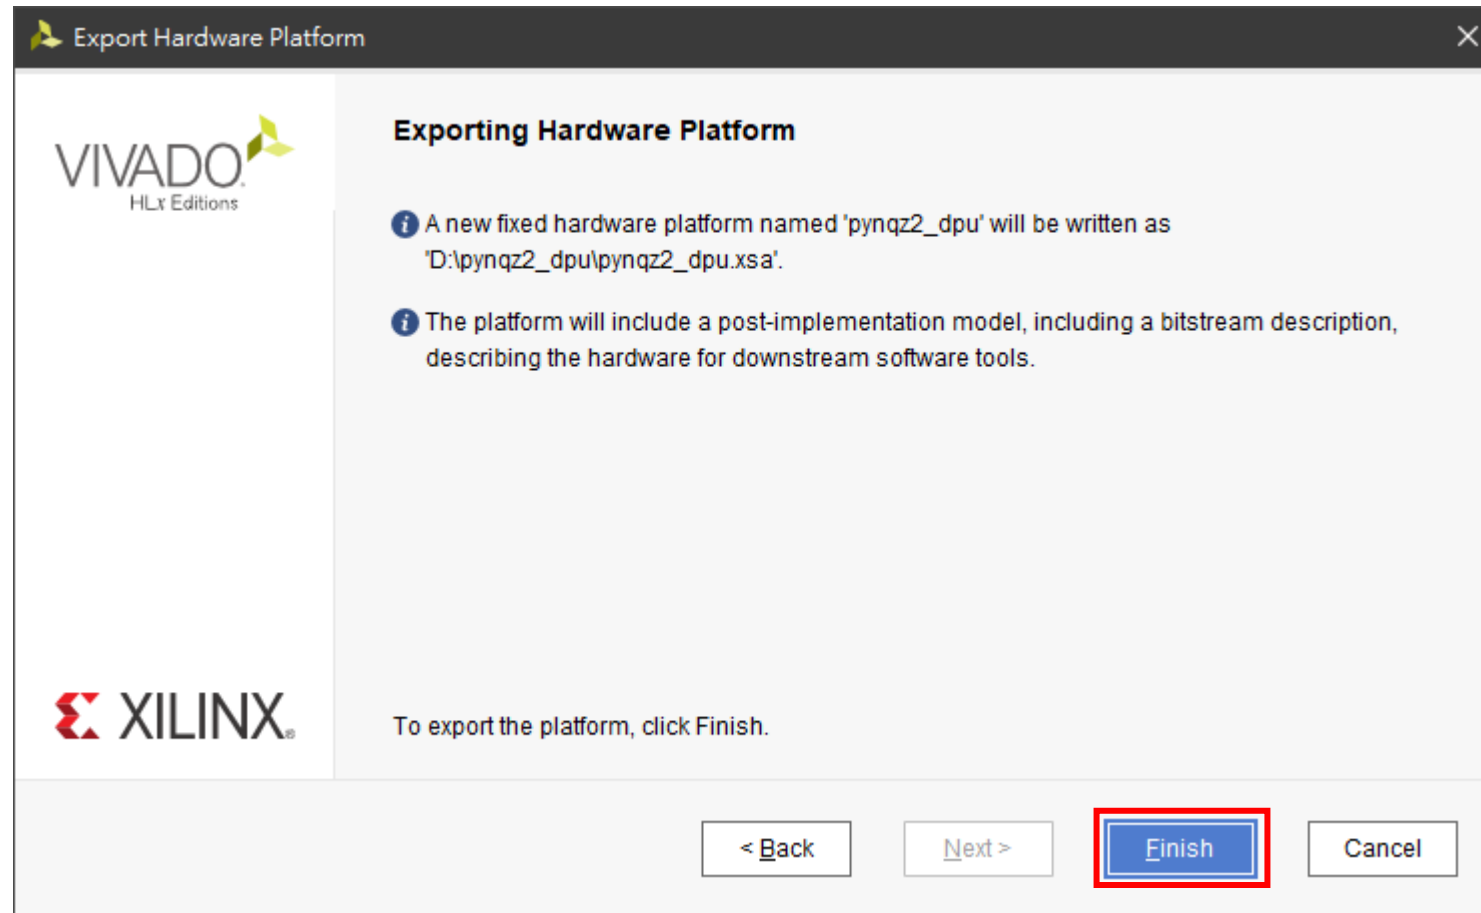 Export Hardware Platform
VIVADO.
HLx Editions
Exporting Hardware Platform
A new fixed hardware platform named 'pynqz2_dpu' will be written as
'D:\pynqz2_dpu\pynqz2_dpu.xsa'.
The platform will include a post-implementation model, including a bitstream description,
describing the hardware for downstream software tools.
XILINX®
To export the platform, click Finish.
< Back Next > Finish Cancel